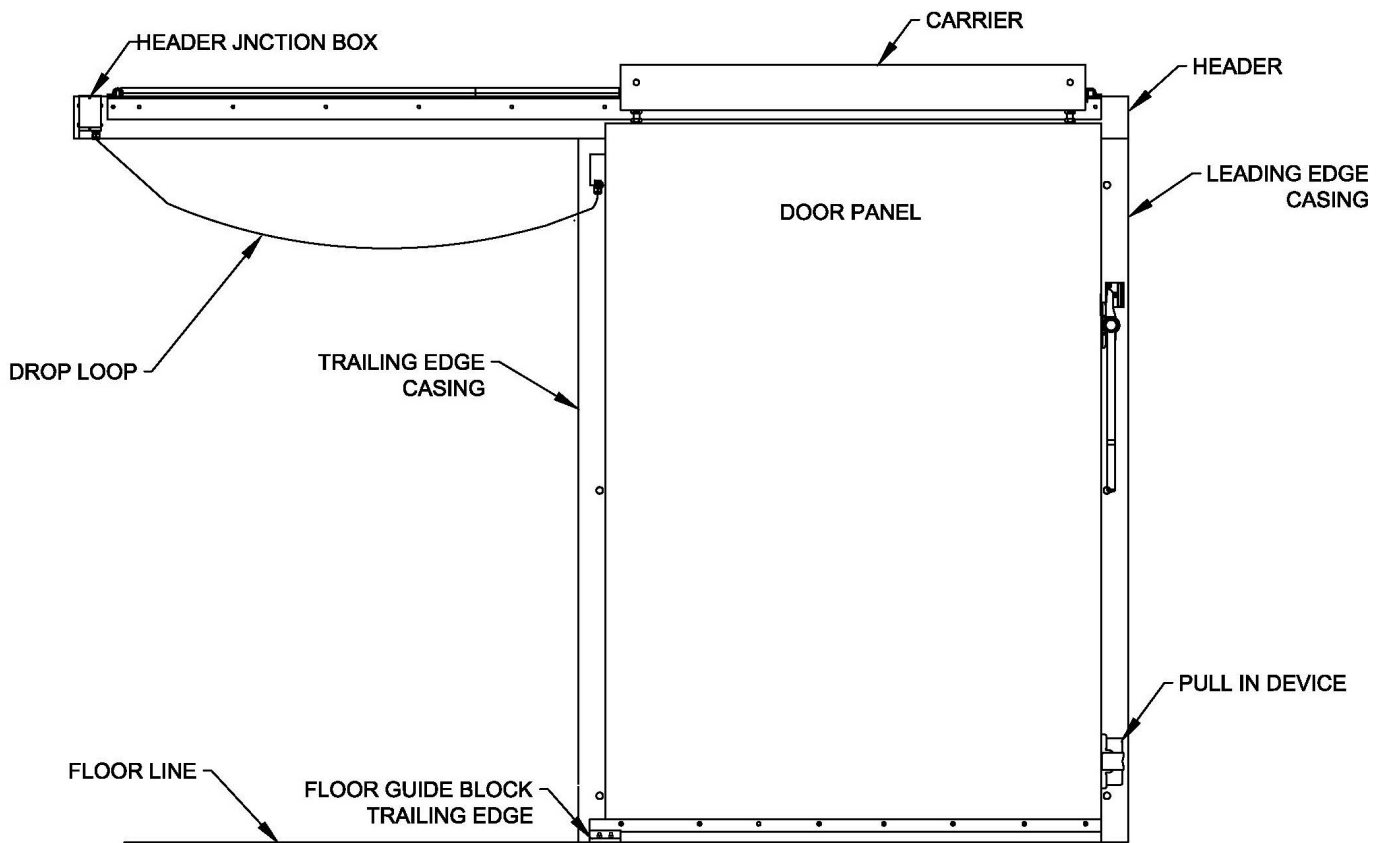 CARRIER
HEADER JNCTION BOX
HEADER
LEADING EDGE
CASING
DOOR PANEL
DROP LOOP
TRAILING EDGE
CASING
PULL IN DEVICE
FLOOR LINE
FLOOR GUIDE BLOCK
TRAILING EDGE